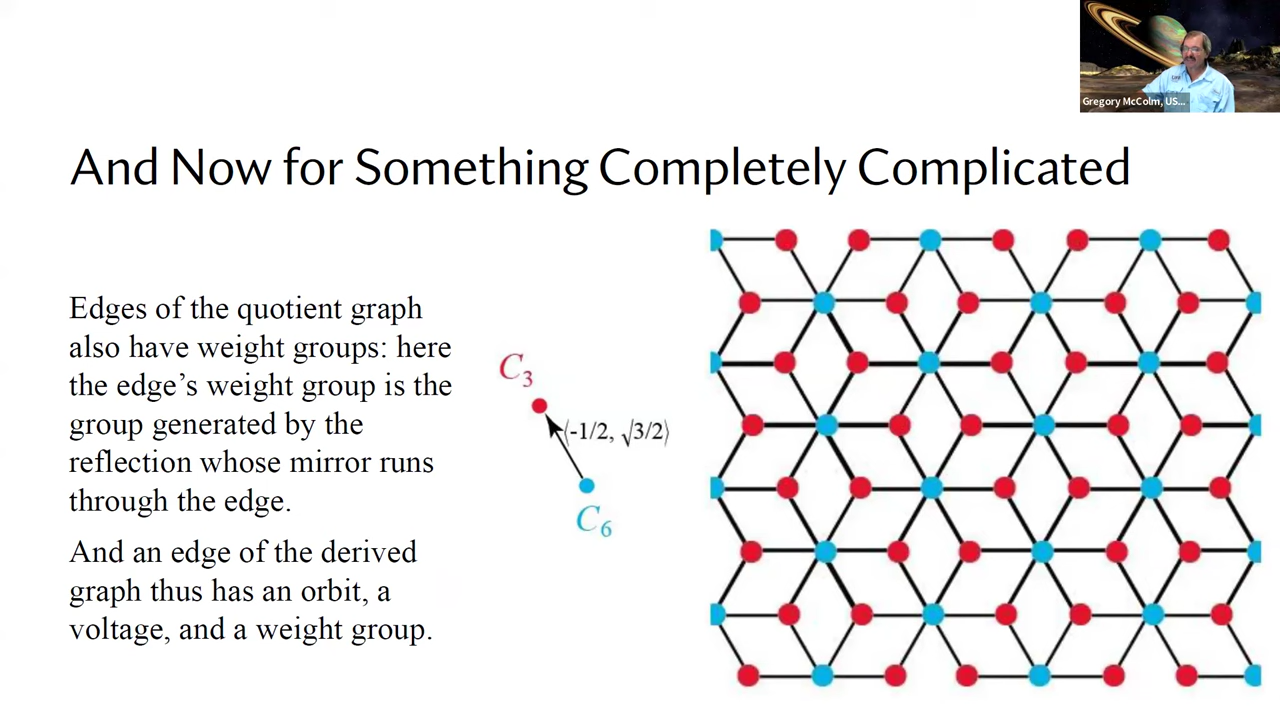 Gregory McColm, US...
And Now for Something Completely Complicated
Edges of the quotient graph
also have weight groups: here
the edge's weight group is the
group generated by the
reflection whose mirror runs
through the edge.
And an edge of the derived
graph thus has an orbit, a
voltage, and a weight group.
C₃
⟨-1/2, √3/2⟩
C₆